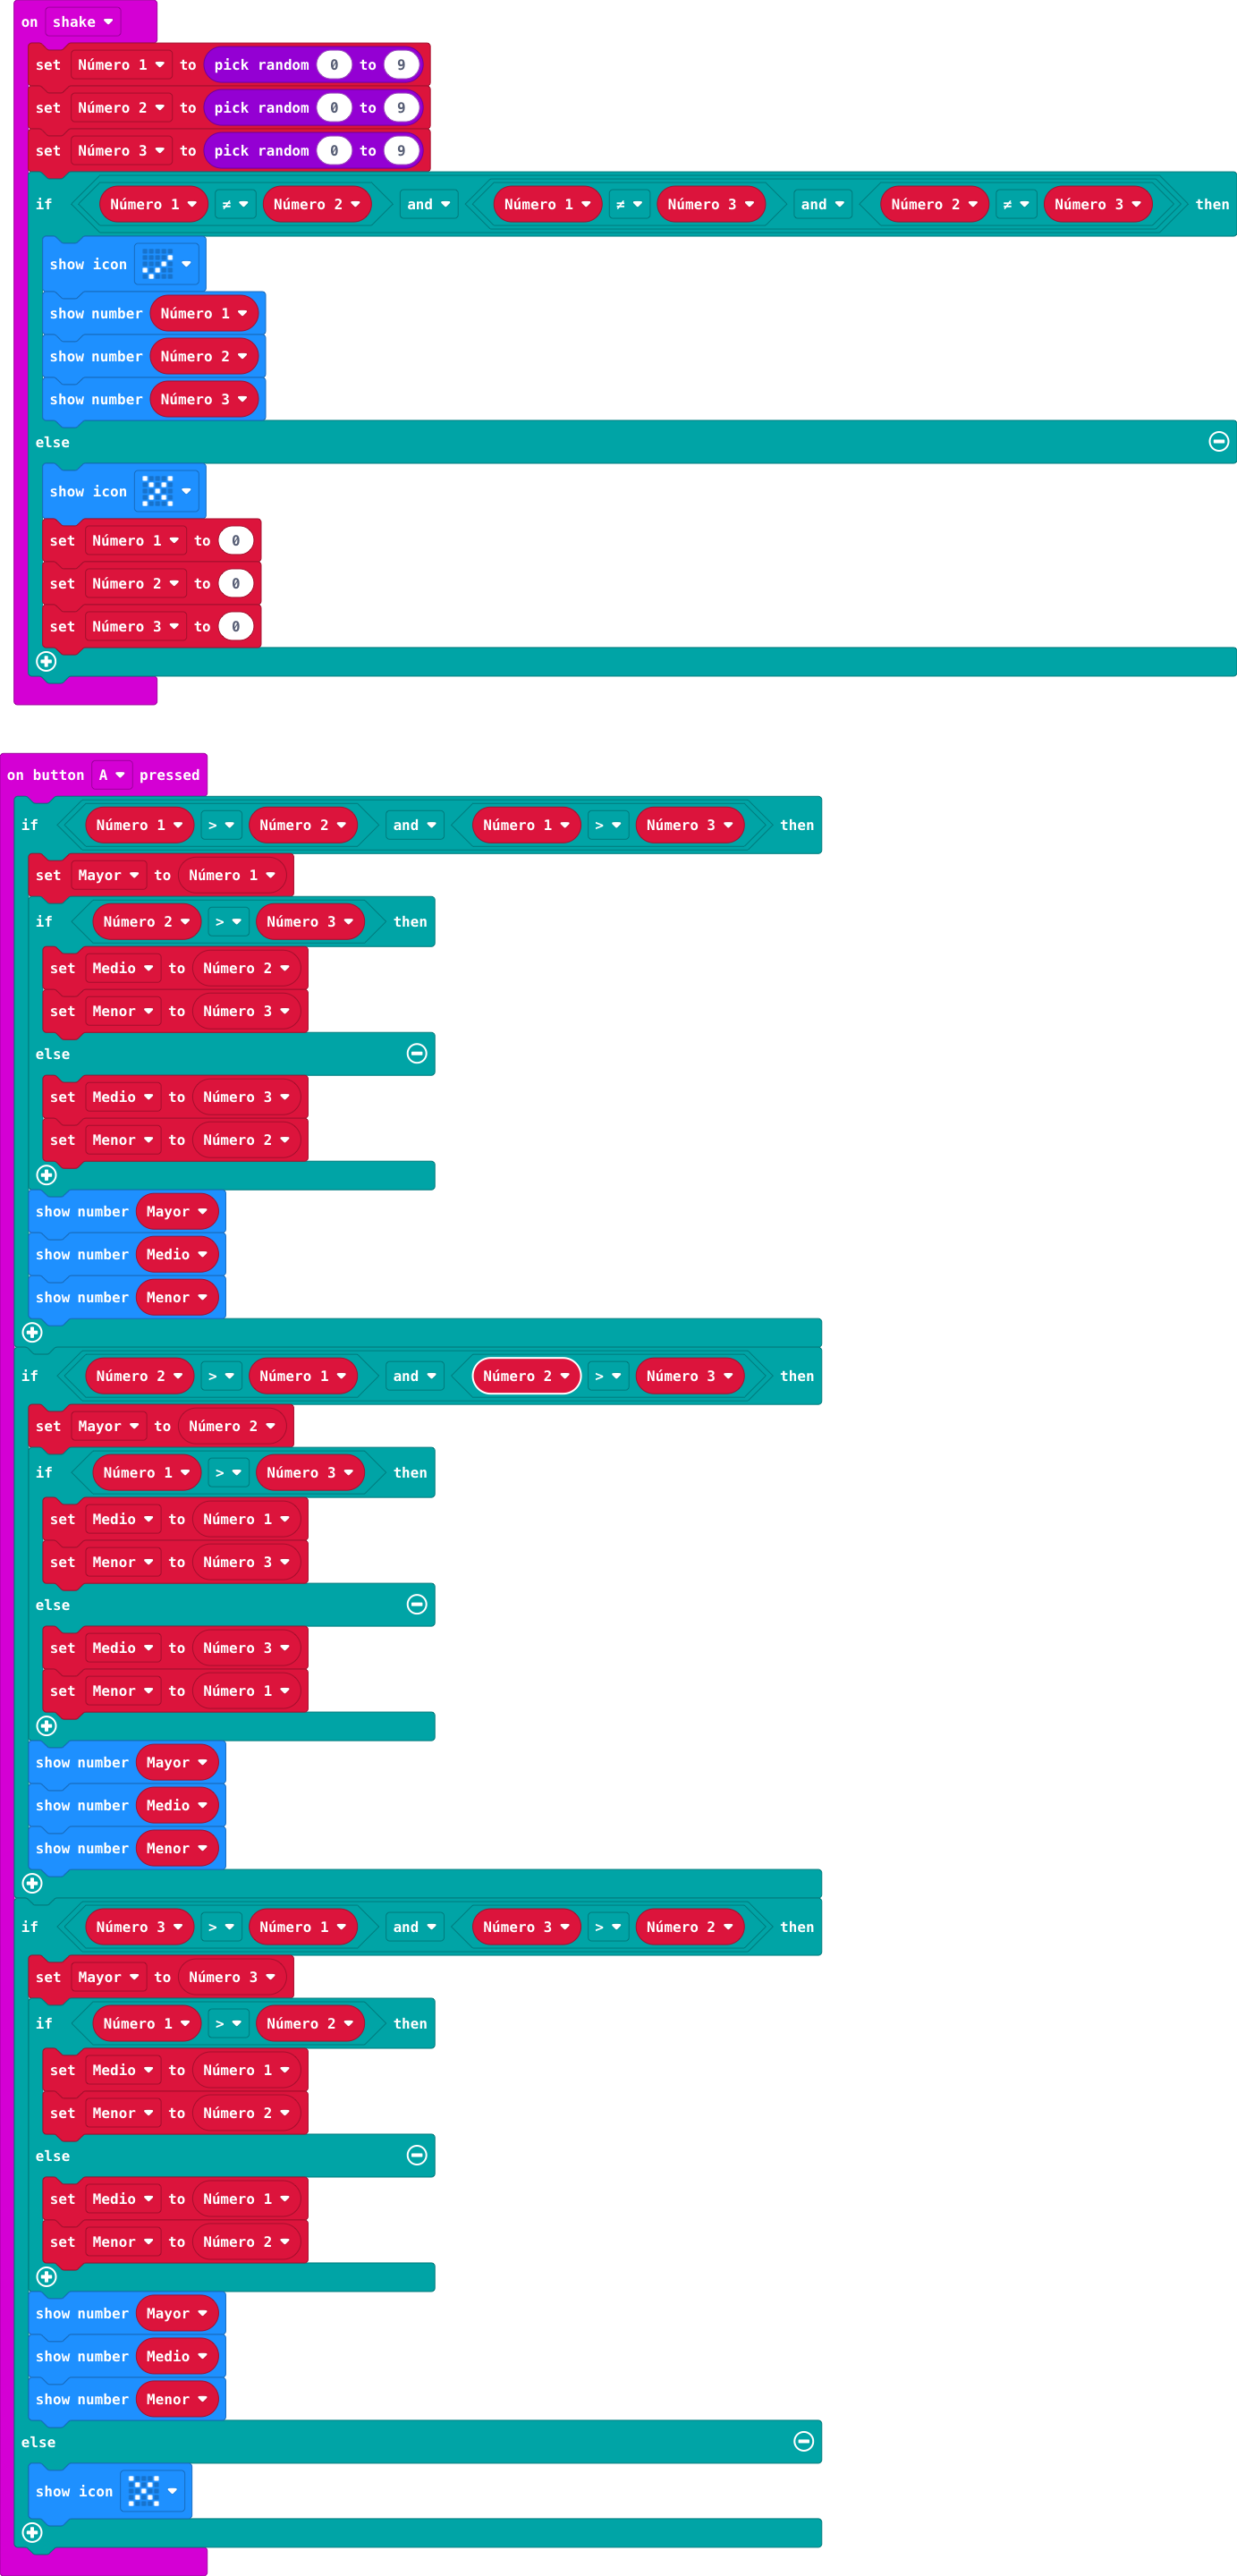 on shake
set Número 1 to pick random 0 to 9
set Número 2 to pick random 0 to 9
set Número 3 to pick random 0 to 9
if Número 1 ≠ Número 2 and Número 1 ≠ Número 3 and Número 2 ≠ Número 3 then
show icon
show number Número 1
show number Número 2
show number Número 3
else
show icon
set Número 1 to 0
set Número 2 to 0
set Número 3 to 0
on button A pressed
if Número 1 > Número 2 and Número 1 > Número 3 then
set Mayor to Número 1
if Número 2 > Número 3 then
set Medio to Número 2
set Menor to Número 3
else
set Medio to Número 3
set Menor to Número 2
show number Mayor
show number Medio
show number Menor
if Número 2 > Número 1 and Número 2 > Número 3 then
set Mayor to Número 2
if Número 1 > Número 3 then
set Medio to Número 1
set Menor to Número 3
else
set Medio to Número 3
set Menor to Número 1
show number Mayor
show number Medio
show number Menor
if Número 3 > Número 1 and Número 3 > Número 2 then
set Mayor to Número 3
if Número 1 > Número 2 then
set Medio to Número 1
set Menor to Número 2
else
set Medio to Número 1
set Menor to Número 2
show number Mayor
show number Medio
show number Menor
else
show icon